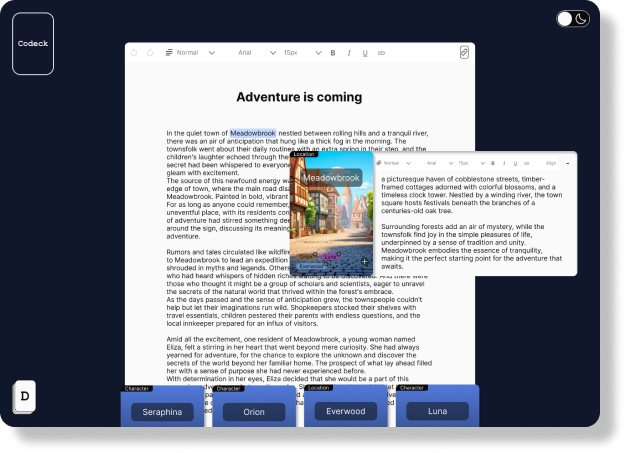 Codeck
Normal Arial 15px B I U
Adventure is coming
In the quiet town of Meadowbrook nestled between rolling hills and a tranquil river,
there was an air of anticipation that hung like a thick fog in the morning. The
townsfolk went about their daily routines with an extra spring in their step, and the
children's laughter echoed through the
secret had been whispered to everyone
gleam with excitement.
The source of this newfound energy wa
edge of town, where the main road disa
Meadowbrook. Painted in bold, vibrant
For as long as anyone could remember,
uneventful place, with its residents con
of adventure had stirred something dee
around the sign, discussing its meaning
adventure.
Location
Meadowbrook
Orion Luna
Everwood
Normal Arial 15px B I U Align
a picturesque haven of cobblestone streets, timber-
framed cottages adorned with colorful blossoms, and a
timeless clock tower. Nestled by a winding river, the town
square hosts festivals beneath the branches of a
centuries-old oak tree.
Surrounding forests add an air of mystery, while the
townsfolk find joy in the simple pleasures of life,
underpinned by a sense of tradition and unity.
Meadowbrook embodies the essence of tranquility,
making it the perfect starting point for the adventure that
awaits.
Rumors and tales circulated like wildfire
to Meadowbrook to lead an expedition
shrouded in myths and legends. Others
who had heard whispers of hidden riches waiting to be discovered. And there were
those who thought it might be a group of scholars and scientists, eager to unravel
the secrets of the natural world that thrived within the forest's embrace.
As the days passed and the sense of anticipation grew, the townspeople couldn't
help but let their imaginations run wild. Shopkeepers stocked their shelves with
travel essentials, children pestered their parents with endless questions, and the
local innkeeper prepared for an influx of visitors.
Amid all the excitement, one resident of Meadowbrook, a young woman named
Eliza, felt a stirring in her heart that went beyond mere curiosity. She had always
yearned for adventure, for the chance to explore the unknown and discover the
secrets of the world beyond her familiar home. The prospect of what lay ahead filled
her with a sense of purpose she had never experienced before.
With determination in her eyes, Eliza decided that she would be a part of this
D
Character Character Location Character
Seraphina Orion Everwood Luna